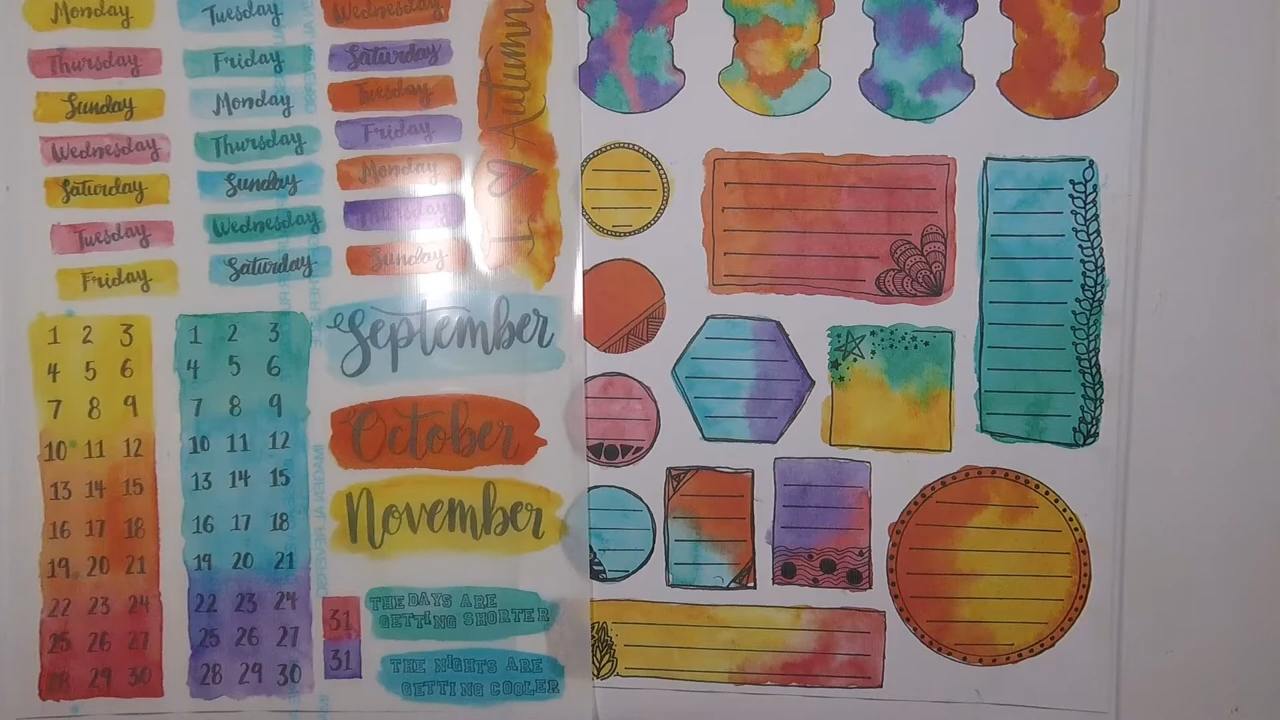 Monday
Thursday
Sunday
Wednesday
Saturday
Tuesday
Friday
Tuesday
Friday
Monday
Thursday
Sunday
Wednesday
Saturday
Wednesday
Saturday
Tuesday
Friday
Monday
Thursday
Sunday
I ♡ Autumn
1 2 3
4 5 6
7 8 9
10 11 12
13 14 15
16 17 18
19 20 21
22 23 24
25 26 27
28 29 30
1 2 3
4 5 6
7 8 9
10 11 12
13 14 15
16 17 18
19 20 21
22 23 24
25 26 27
28 29 30
September
October
November
31
31
THE DAYS ARE
GETTING SHORTER
THE NIGHTS ARE
GETTING COOLER